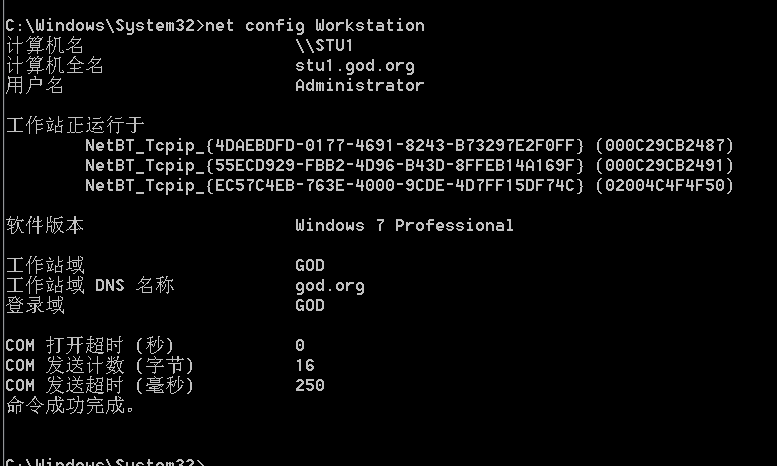 C:\Windows\System32>net config Workstation
计算机名 \\STU1
计算机全名 stu1.god.org
用户名 Administrator
工作站正运行于
NetBT_Tcpip_{4DAEBDFD-0177-4691-8243-B73297E2F0FF} (000C29CB2487)
NetBT_Tcpip_{55ECD929-FBB2-4D96-B43D-8FFEB14A169F} (000C29CB2491)
NetBT_Tcpip_{EC57C4EB-763E-4000-9CDE-4D7FF15DF74C} (02004C4F4F50)
软件版本 Windows 7 Professional
工作站域 GOD
工作站域 DNS 名称 god.org
登录域 GOD
COM 打开超时 (秒) 0
COM 发送计数 (字节) 16
COM 发送超时 (毫秒) 250
命令成功完成。
C:\Windows\System32>